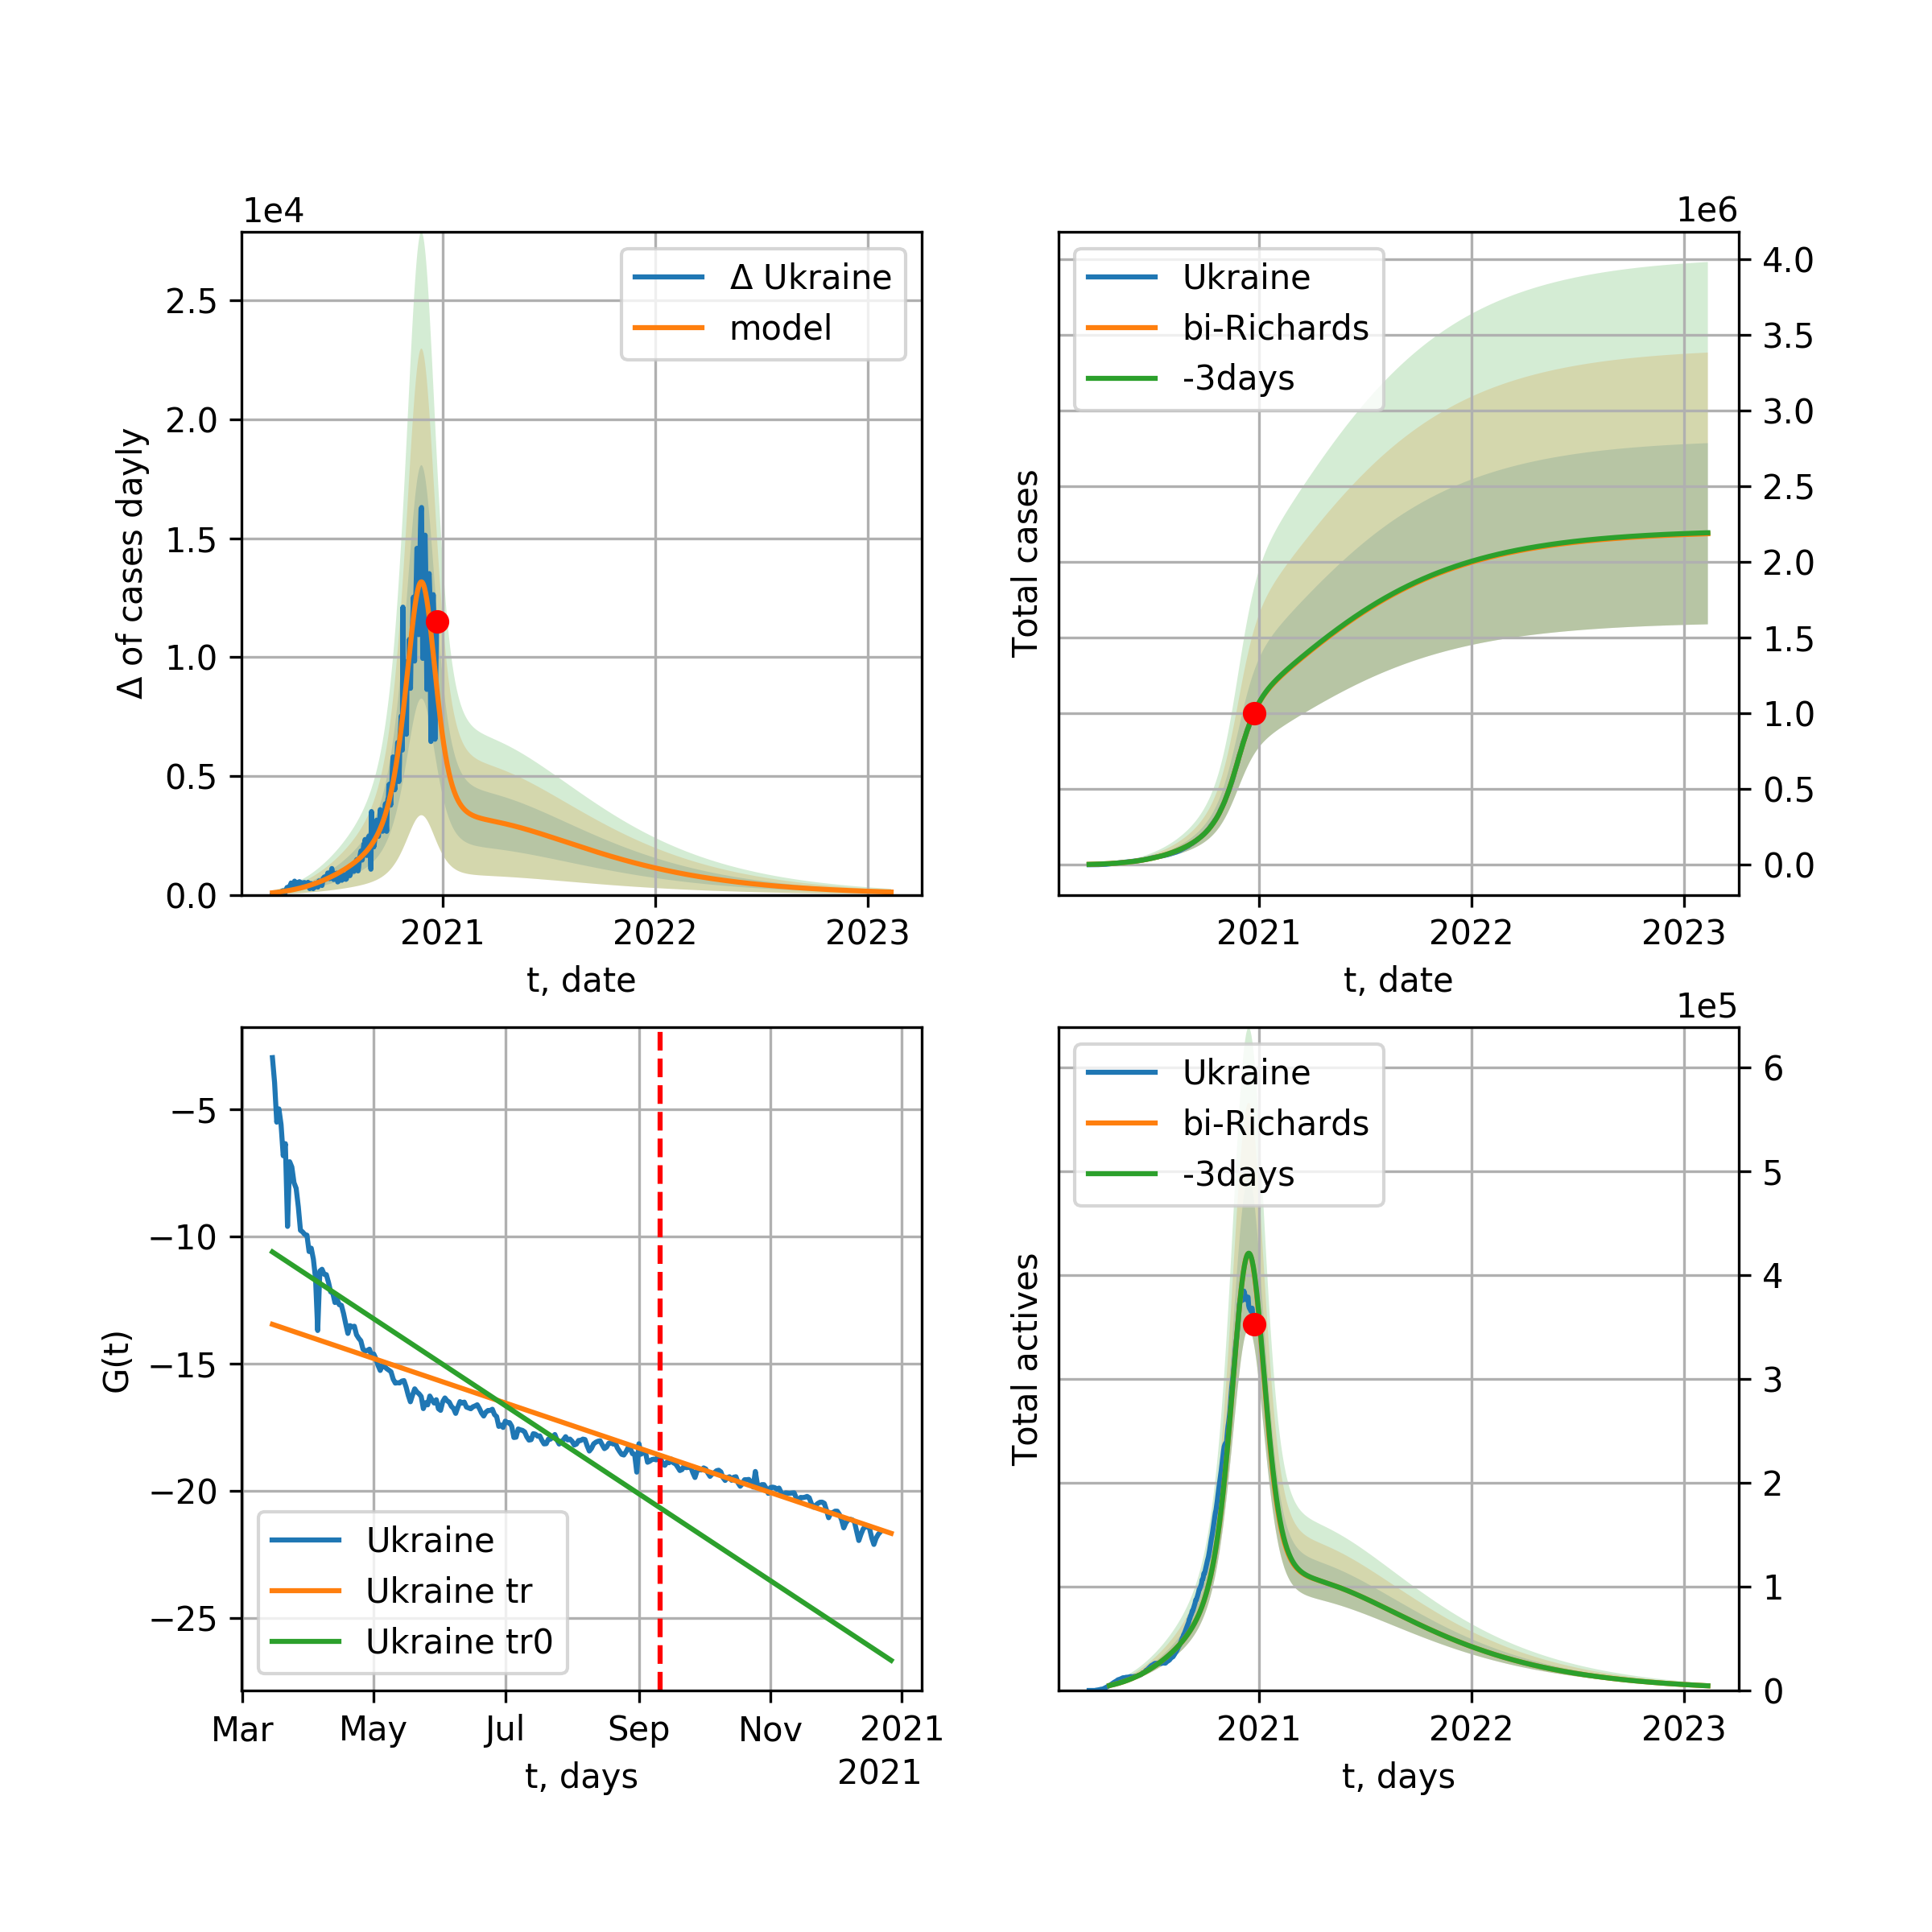 1e4
Δ of cases dayly
2.5
2.0
1.5
1.0
0.5
0.0
Δ Ukraine
model
2021 2022 2023
t, date
1e6
Total cases
Ukraine
bi-Richards
-3days
4.0
3.5
3.0
2.5
2.0
1.5
1.0
0.5
0.0
2021 2022 2023
t, date
G(t)
−5
−10
−15
−20
−25
Ukraine
Ukraine tr
Ukraine tr0
Mar May Jul Sep Nov 2021
t, days 2021
1e5
Total actives
Ukraine
bi-Richards
-3days
6
5
4
3
2
1
0
2021 2022 2023
t, days